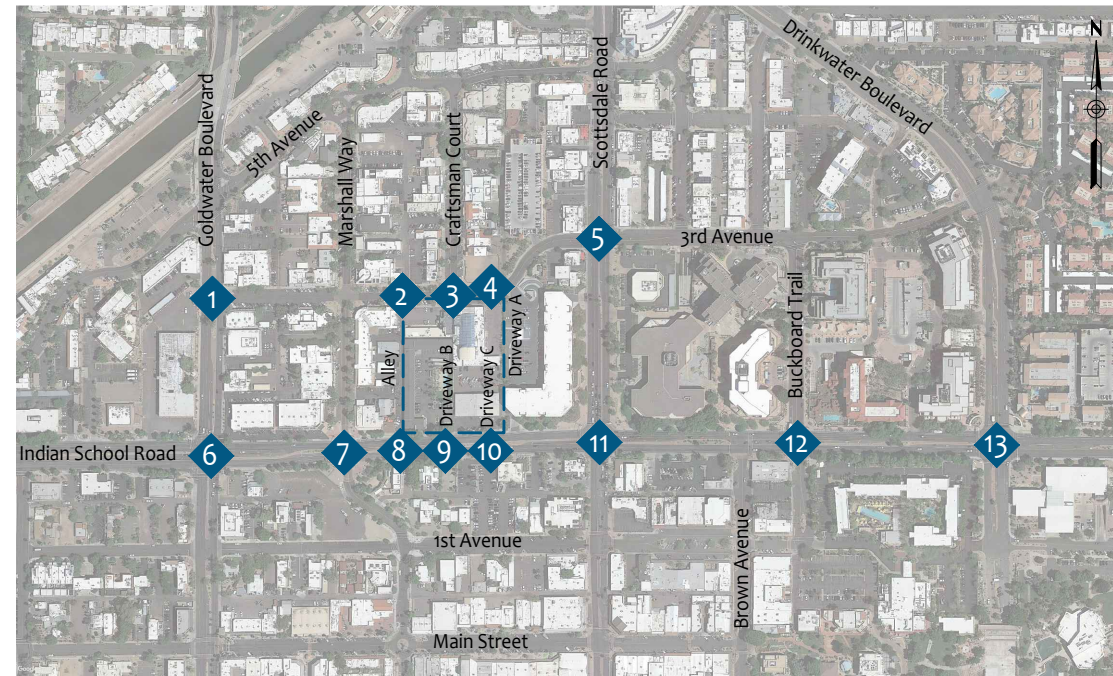 N
Drinkwater Boulevard
Scottsdale Road
Goldwater Boulevard
5th Avenue
Marshall Way
Craftsman Court
5
3rd Avenue
1
2
3
4
Buckboard Trail
Driveway A
Alley
Driveway B
Driveway C
Indian School Road
6
7
8
9
10
11
12
13
1st Avenue
Brown Avenue
Main Street
Google